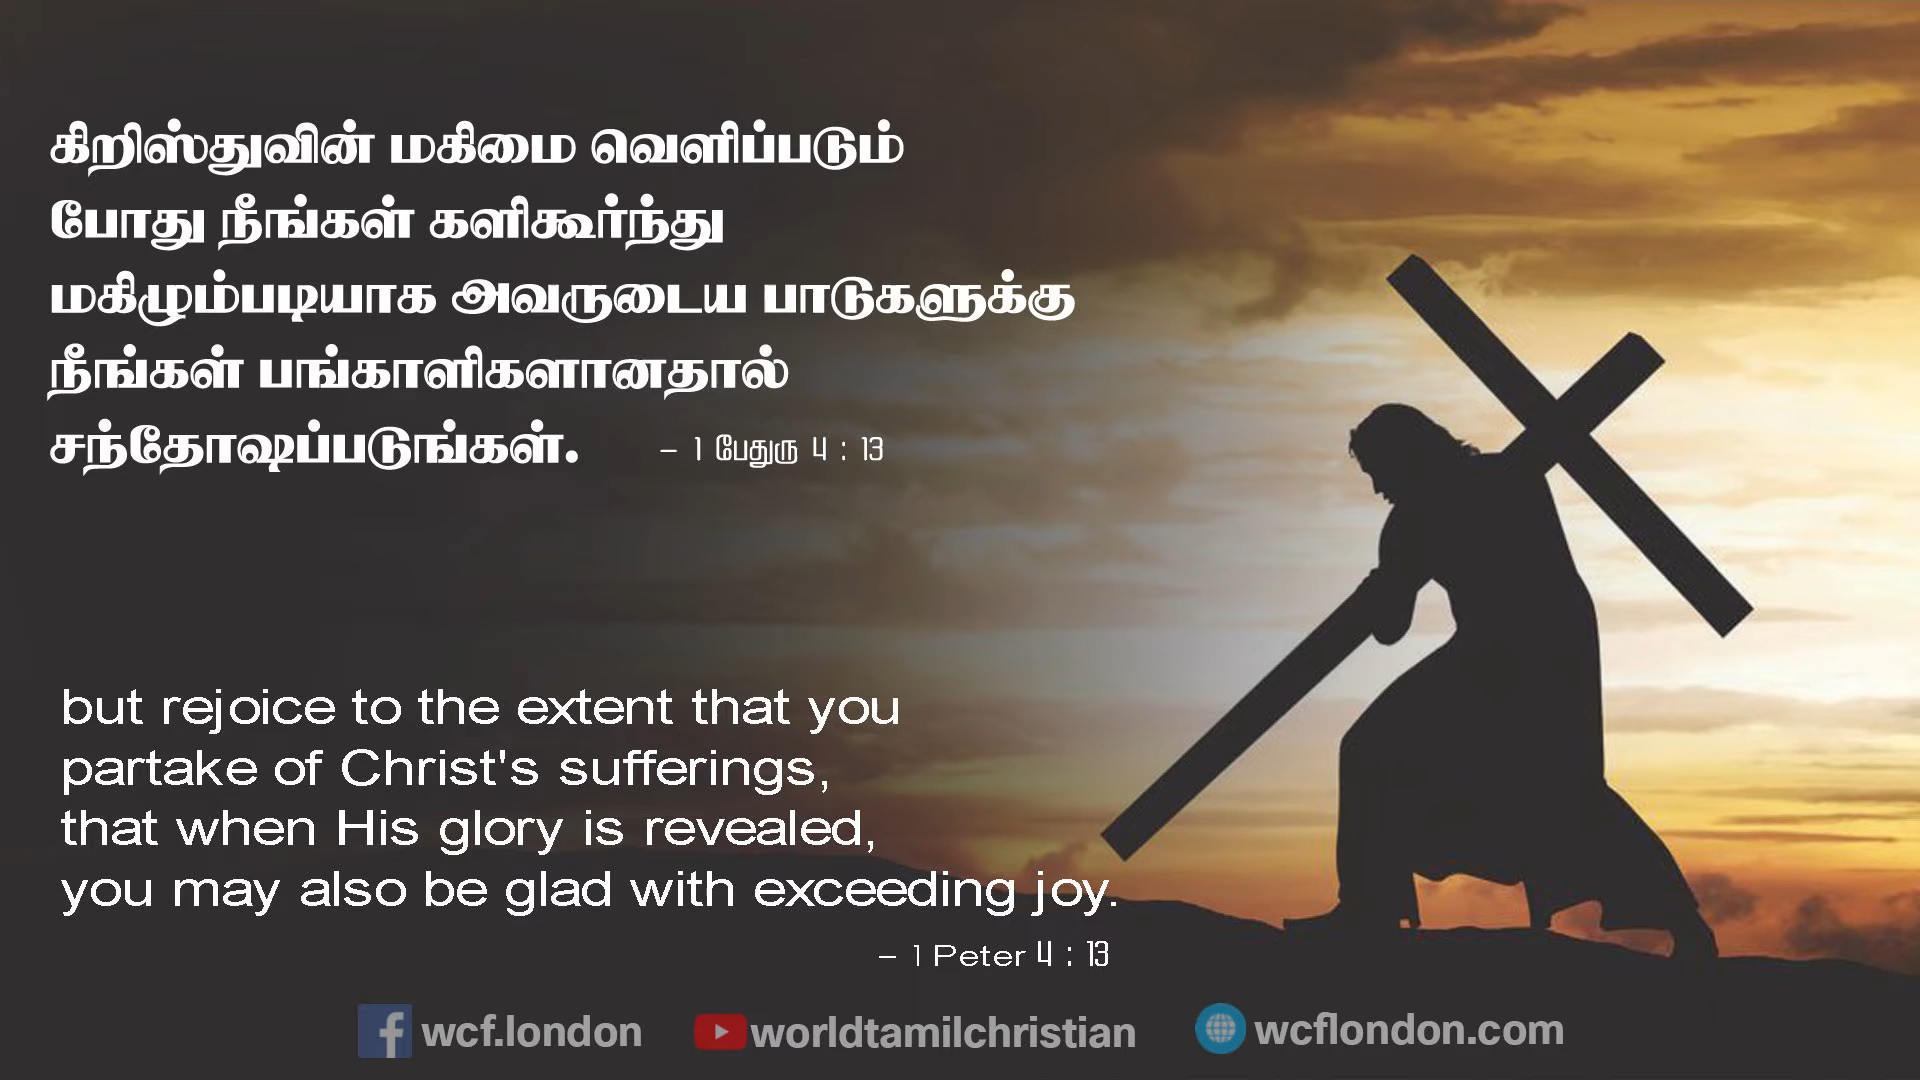 கிறிஸ்துவின் மகிமை வெளிப்படும்
போது நீங்கள் களிகூர்ந்து
மகிழும்படியாக அவருடைய பாடுகளுக்கு
நீங்கள் பங்காளிகளானதால்
சந்தோஷப்படுங்கள். – 1 பேதுரு 4 : 13
but rejoice to the extent that you
partake of Christ's sufferings,
that when His glory is revealed,
you may also be glad with exceeding joy.
– 1 Peter 4 : 13
wcf.london worldtamilchristian wcflondon.com